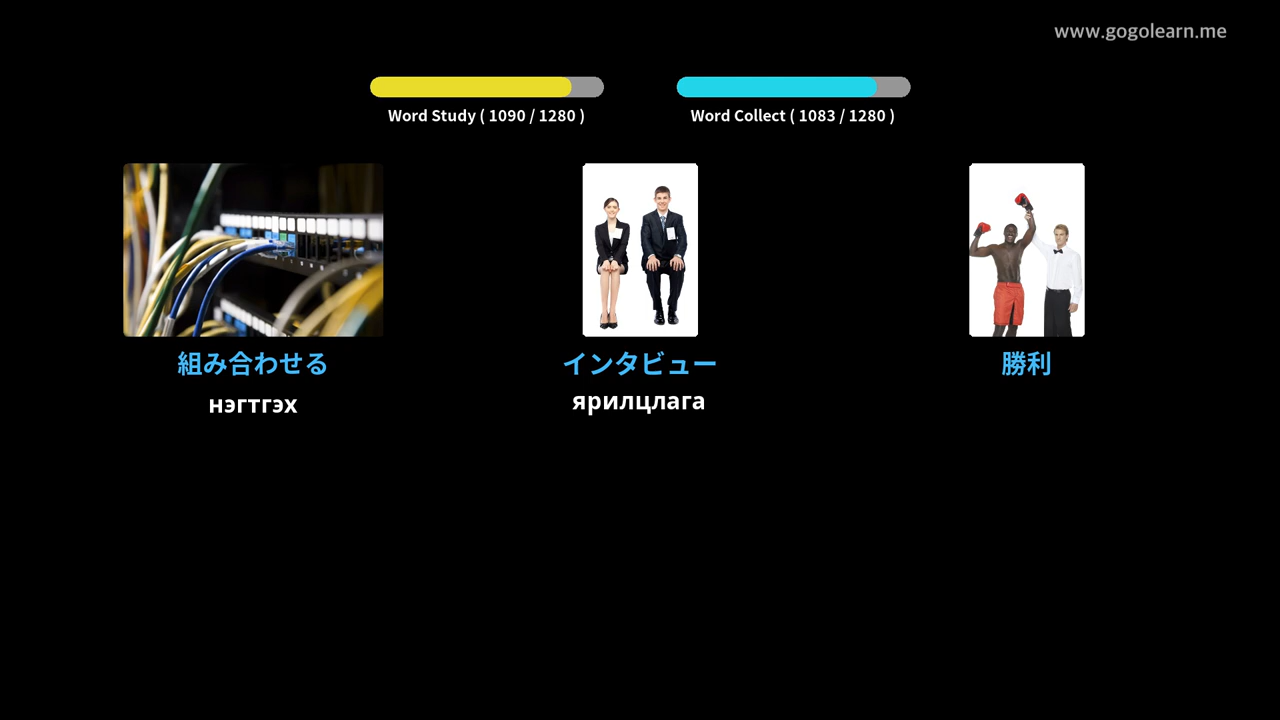 www.gogolearn.me
Word Study ( 1090 / 1280 )
Word Collect ( 1083 / 1280 )
組み合わせる
インタビュー
勝利
нэгтгэх
ярилцлага